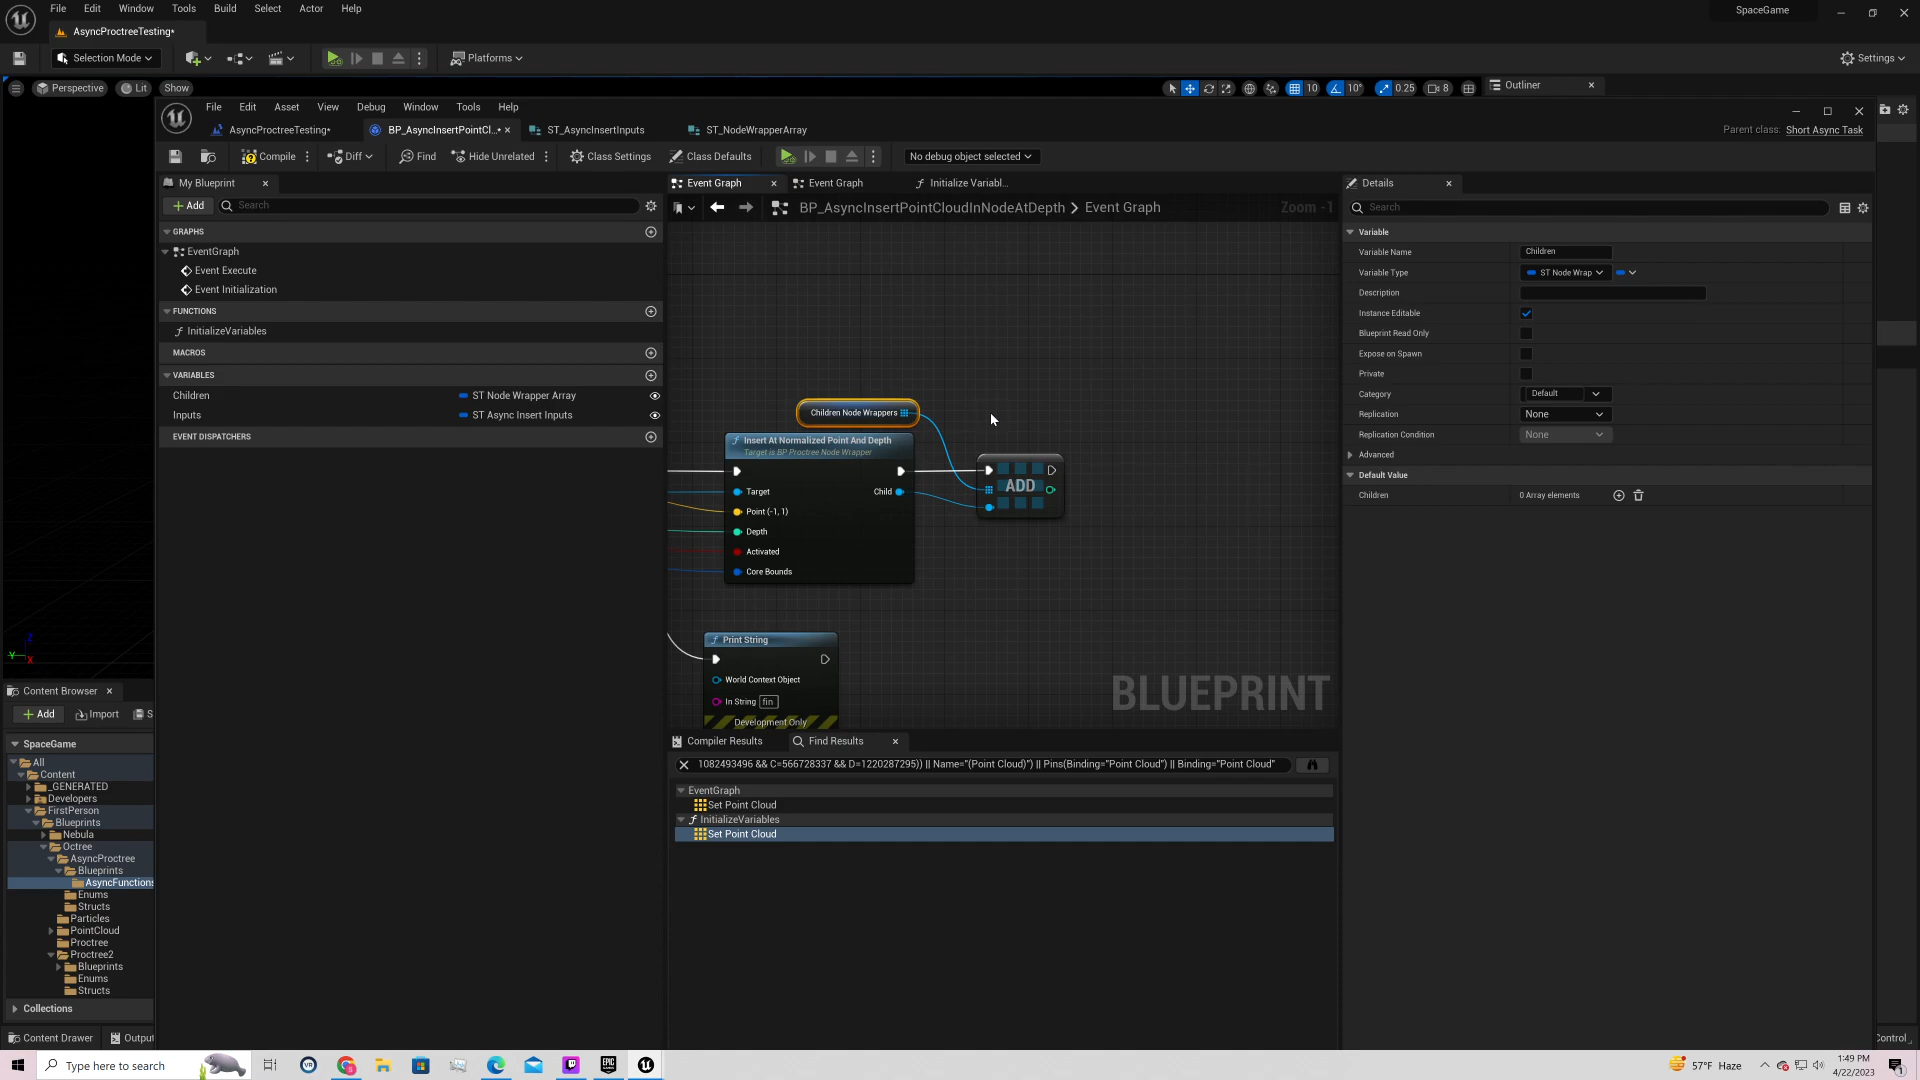 File Edit Window Tools Build Select Actor Help
SpaceGame
AsyncProctreeTesting*
Selection Mode
Platforms
Settings
Perspective Lit Show
10 10° 0.25 8
Outliner
File Edit Asset View Debug Window Tools Help
AsyncProctreeTesting* BP_AsyncInsertPointCl...* ST_AsyncInsertInputs ST_NodeWrapperArray
Parent class: Short Async Task
Compile Diff Find Hide Unrelated Class Settings Class Defaults No debug object selected
My Blueprint
Add Search
GRAPHS
EventGraph
Event Execute
Event Initialization
FUNCTIONS
InitializeVariables
MACROS
VARIABLES
Children ST Node Wrapper Array
Inputs ST Async Insert Inputs
EVENT DISPATCHERS
Event Graph Event Graph Initialize Variabl...
BP_AsyncInsertPointCloudInNodeAtDepth > Event Graph
Zoom -1
Children Node Wrappers
Insert At Normalized Point And Depth
Target is BP Proctree Node Wrapper
Target Child
Point (-1, 1)
Depth
Activated
Core Bounds
ADD
Print String
World Context Object
In String fin
Development Only
BLUEPRINT
Compiler Results Find Results
1082493496 && C=566728337 && D=1220287295)) || Name="(Point Cloud)") || Pins(Binding="Point Cloud") || Binding="Point Cloud"
EventGraph
Set Point Cloud
InitializeVariables
Set Point Cloud
Details
Search
Variable
Variable Name Children
Variable Type ST Node Wrap
Description
Instance Editable
Blueprint Read Only
Expose on Spawn
Private
Category Default
Replication None
Replication Condition None
Advanced
Default Value
Children 0 Array elements
Content Browser
Add Import S
SpaceGame
All
Content
_GENERATED
Developers
FirstPerson
Blueprints
Nebula
Octree
AsyncProctree
Blueprints
AsyncFunctions
Enums
Structs
Particles
PointCloud
Proctree
Proctree2
Blueprints
Enums
Structs
Collections
Content Drawer Output
Control
Type here to search
57°F Haze
1:49 PM
4/22/2023